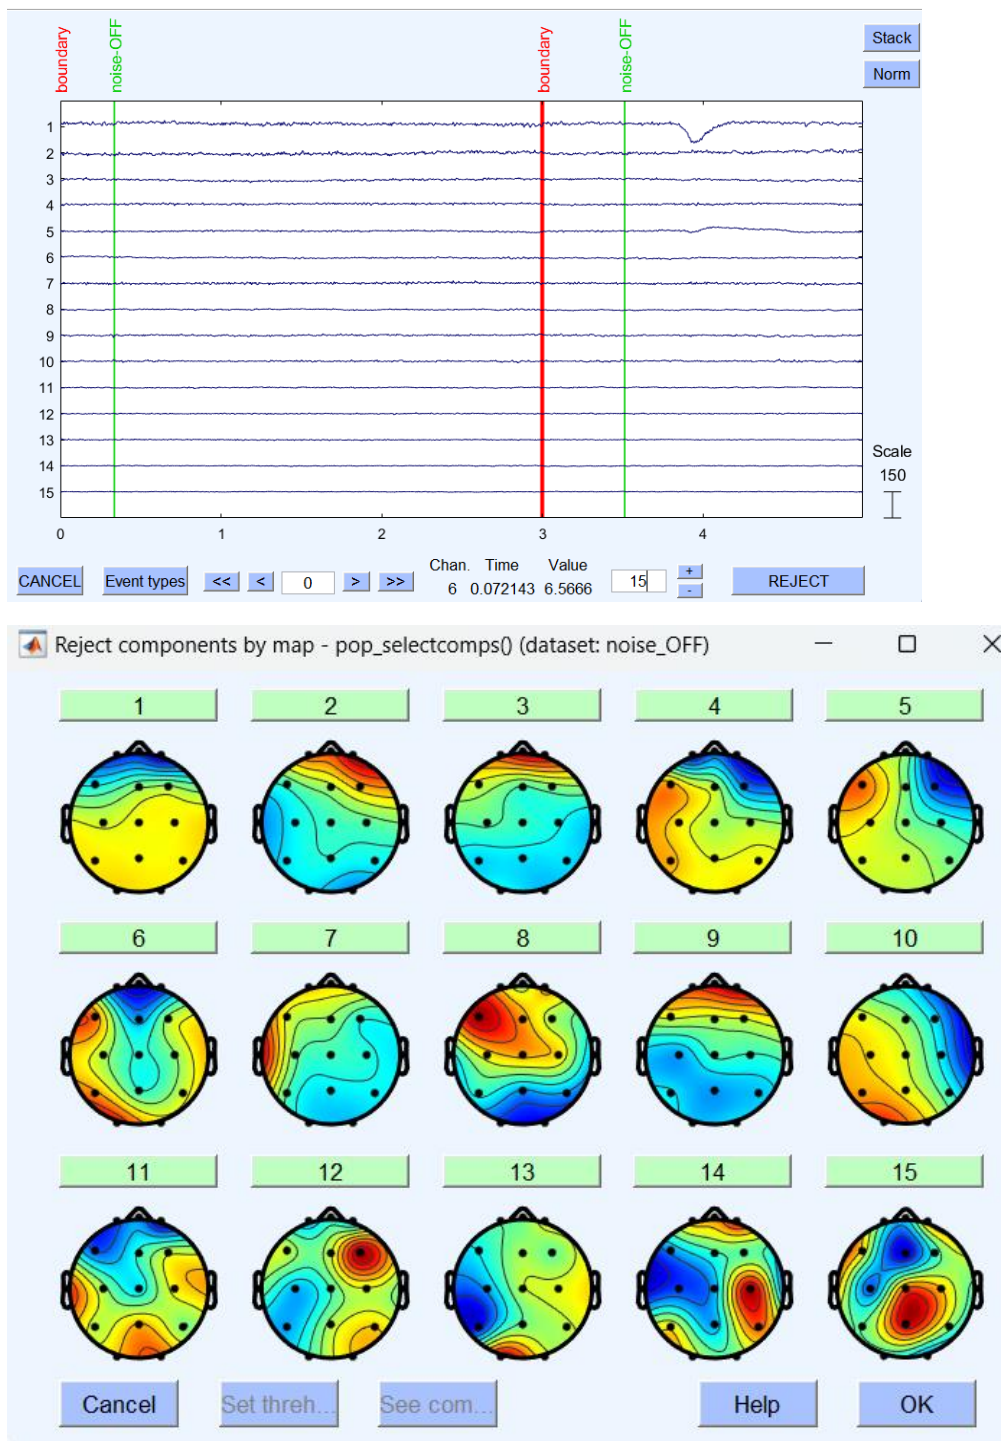 boundary noise-OFF boundary noise-OFF
Stack
Norm
1
2
3
4
5
6
7
8
9
10
11
12
13
14
15
Scale
150
0 1 2 3 4
Chan. Time Value
CANCEL Event types << < 0 > >> 6 0.072143 6.5666 15 + - REJECT
Reject components by map - pop_selectcomps() (dataset: noise_OFF)
1 2 3 4 5
6 7 8 9 10
11 12 13 14 15
Cancel Set threh... See com... Help OK